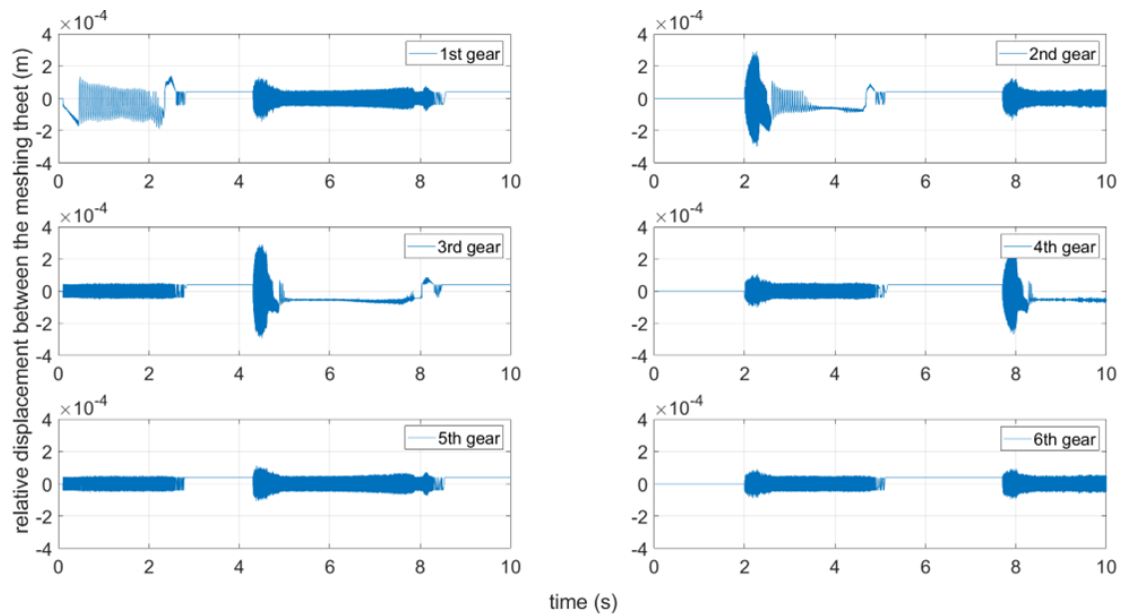 relative displacement between the meshing theet (m)
×10⁻⁴
4
2
0
-2
-4
0 2 4 6 8 10
1st gear
×10⁻⁴
4
2
0
-2
-4
0 2 4 6 8 10
2nd gear
×10⁻⁴
4
2
0
-2
-4
0 2 4 6 8 10
3rd gear
×10⁻⁴
4
2
0
-2
-4
0 2 4 6 8 10
4th gear
×10⁻⁴
4
2
0
-2
-4
0 2 4 6 8 10
5th gear
×10⁻⁴
4
2
0
-2
-4
0 2 4 6 8 10
6th gear
time (s)